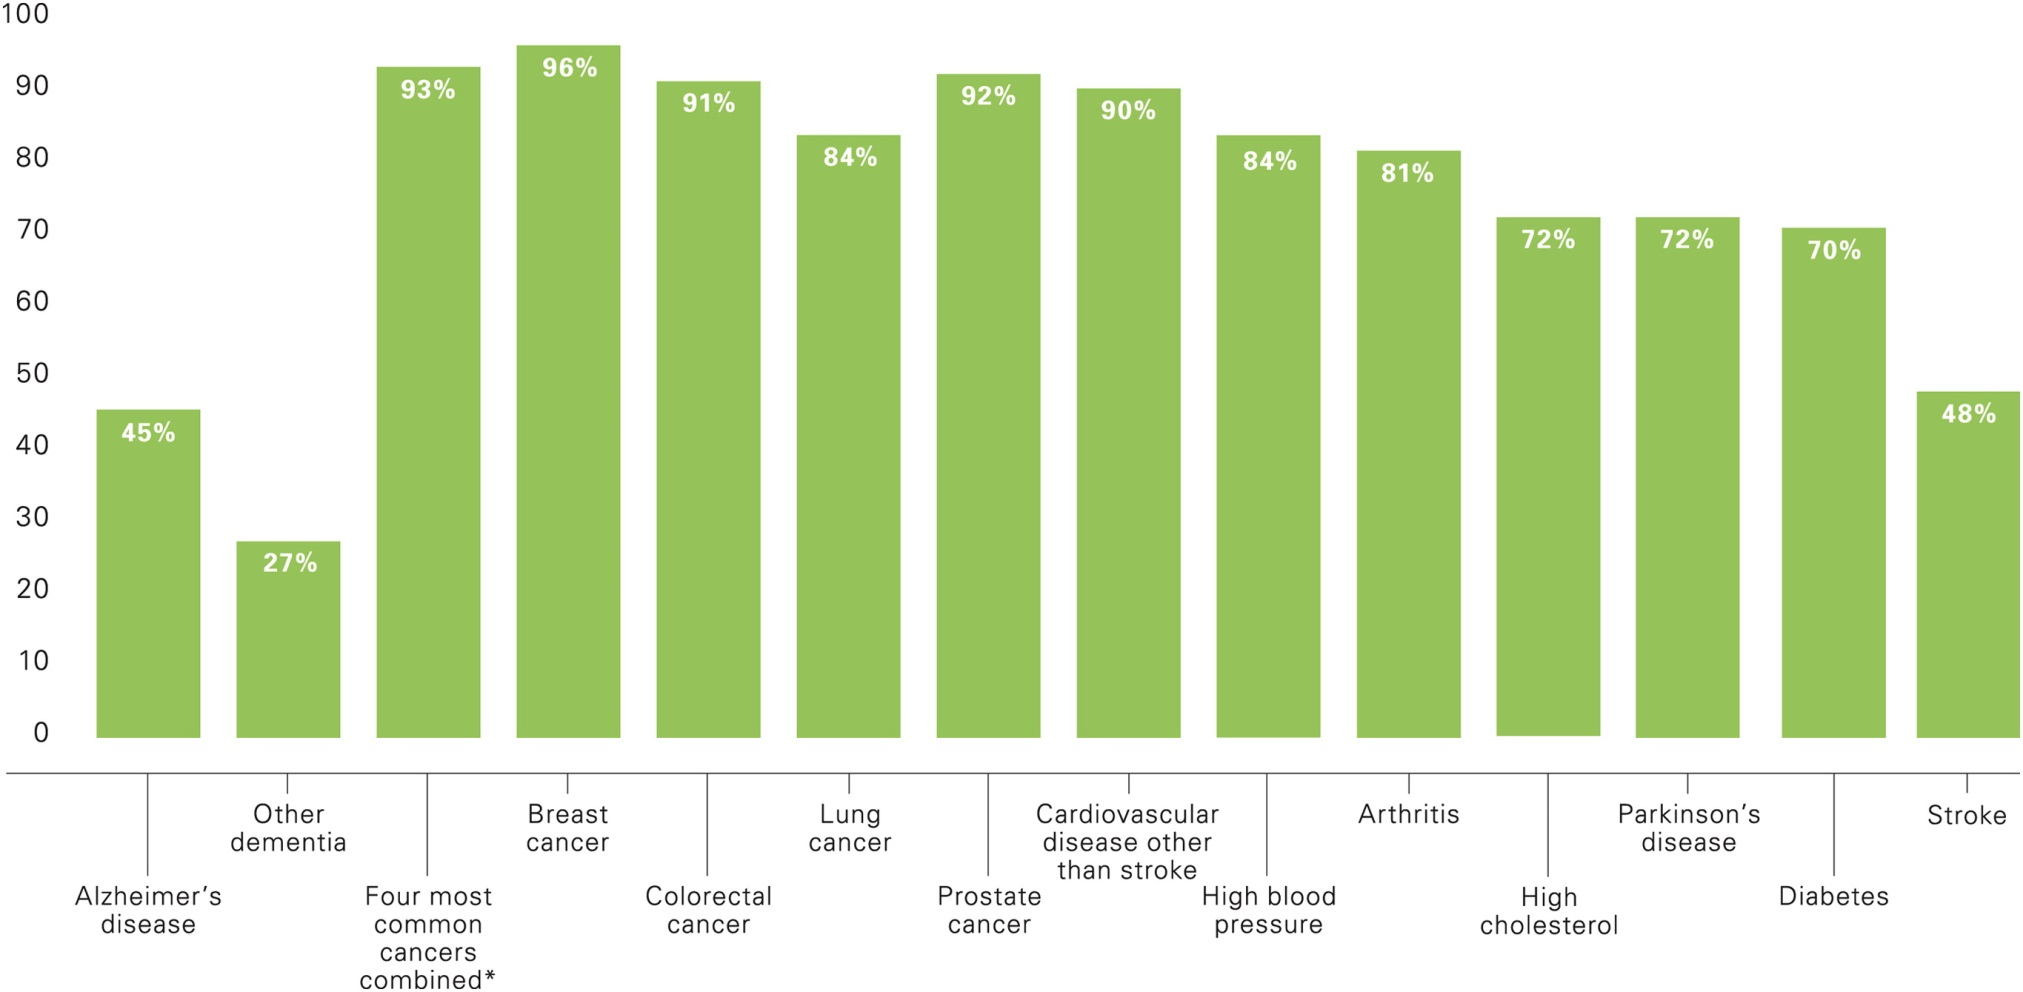 100
90
80
70
60
50
40
30
20
10
0
45%
27%
93%
96%
91%
84%
92%
90%
84%
81%
72%
72%
70%
48%
Alzheimer’s
disease
Other
dementia
Four most
common
cancers
combined*
Breast
cancer
Colorectal
cancer
Lung
cancer
Prostate
cancer
Cardiovascular
disease other
than stroke
High blood
pressure
Arthritis
High
cholesterol
Parkinson’s
disease
Diabetes
Stroke